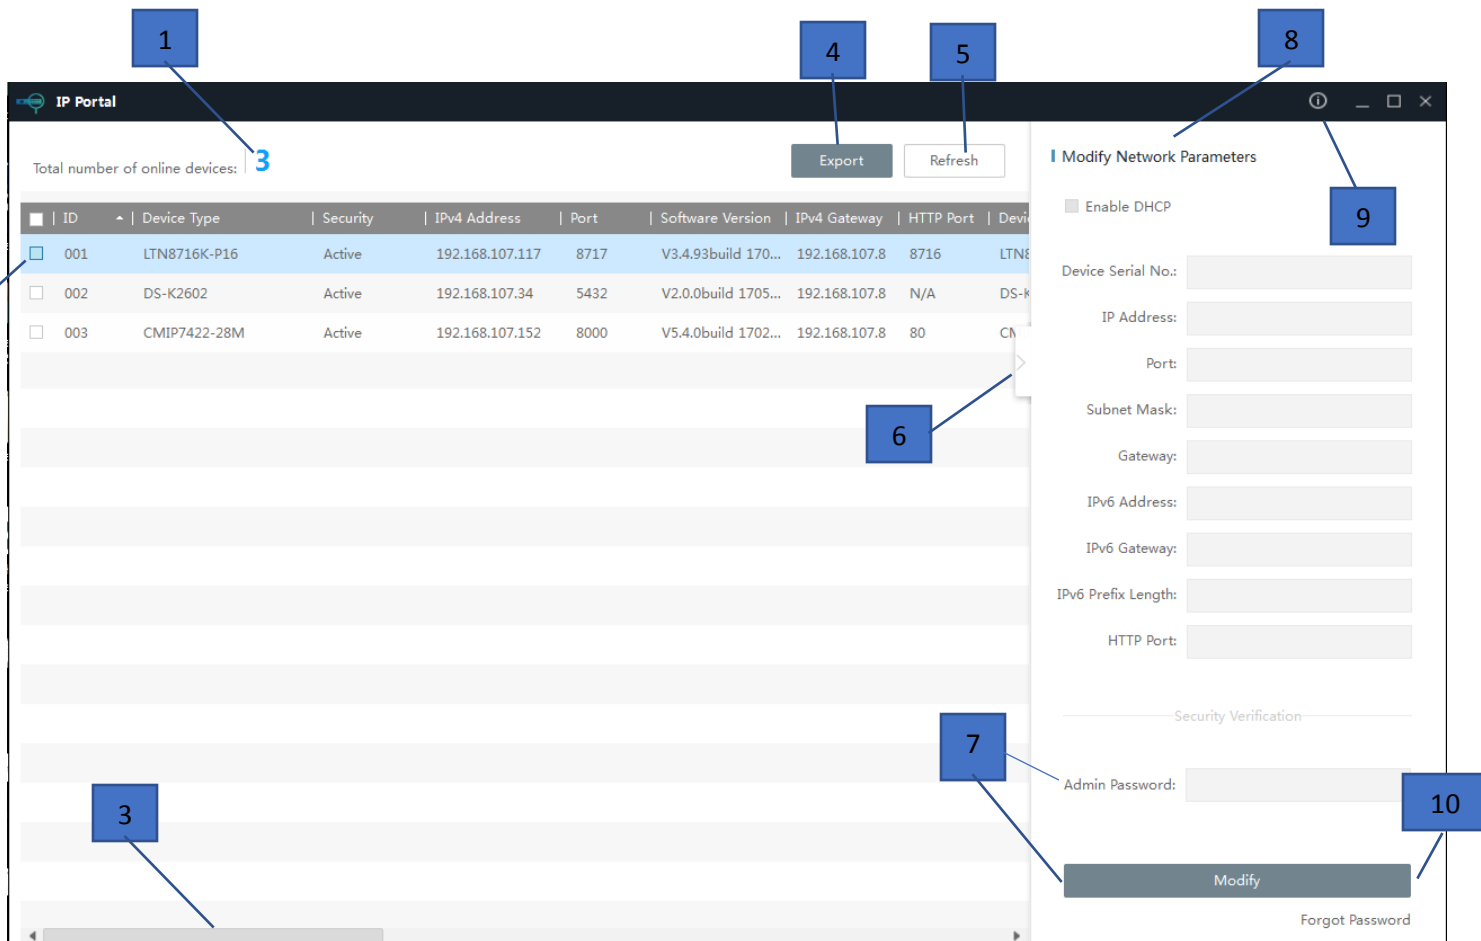 1
4
5
8
IP Portal
Total number of online devices: 3
Export
Refresh
Modify Network Parameters
Enable DHCP
9
ID | Device Type | Security | IPv4 Address | Port | Software Version | IPv4 Gateway | HTTP Port | Devi
001 LTN8716K-P16 Active 192.168.107.117 8717 V3.4.93build 170... 192.168.107.8 8716 LTN8
002 DS-K2602 Active 192.168.107.34 5432 V2.0.0build 1705... 192.168.107.8 N/A DS-K
003 CMIP7422-28M Active 192.168.107.152 8000 V5.4.0build 1702... 192.168.107.8 80 CM
6
Device Serial No.:
IP Address:
Port:
Subnet Mask:
Gateway:
IPv6 Address:
IPv6 Gateway:
IPv6 Prefix Length:
HTTP Port:
Security Verification
7
Admin Password:
3
10
Modify
Forgot Password